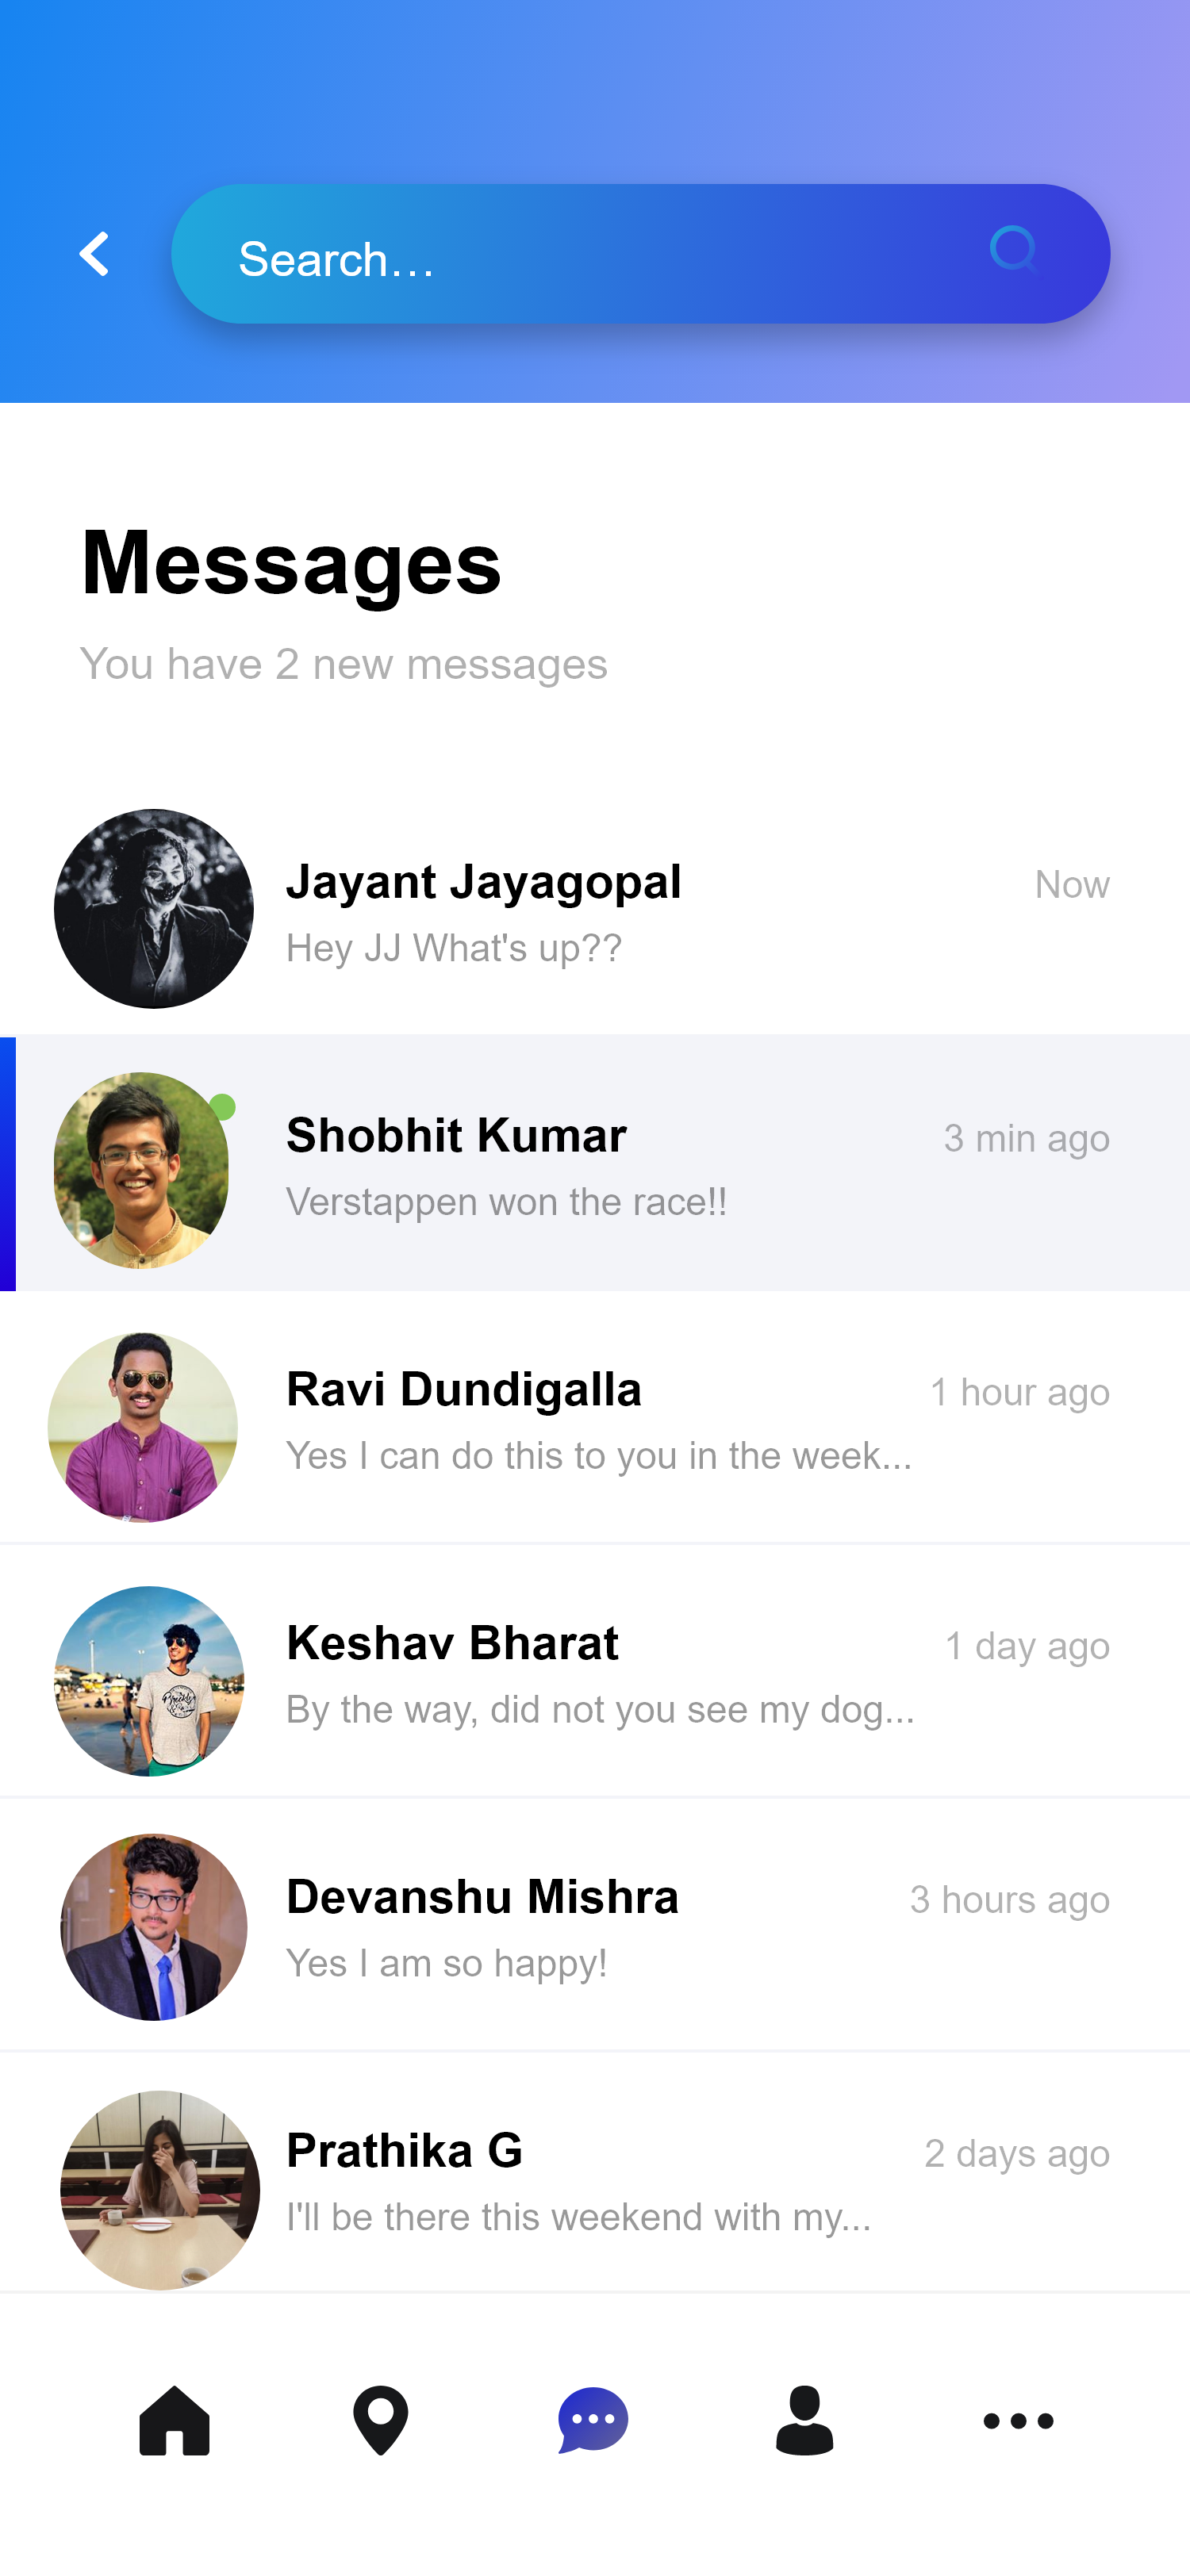 Search...
Messages
You have 2 new messages
Jayant Jayagopal
Now
Hey JJ What's up??
Shobhit Kumar
3 min ago
Verstappen won the race!!
Ravi Dundigalla
1 hour ago
Yes I can do this to you in the week...
Keshav Bharat
1 day ago
By the way, did not you see my dog...
Devanshu Mishra
3 hours ago
Yes I am so happy!
Prathika G
2 days ago
I'll be there this weekend with my...